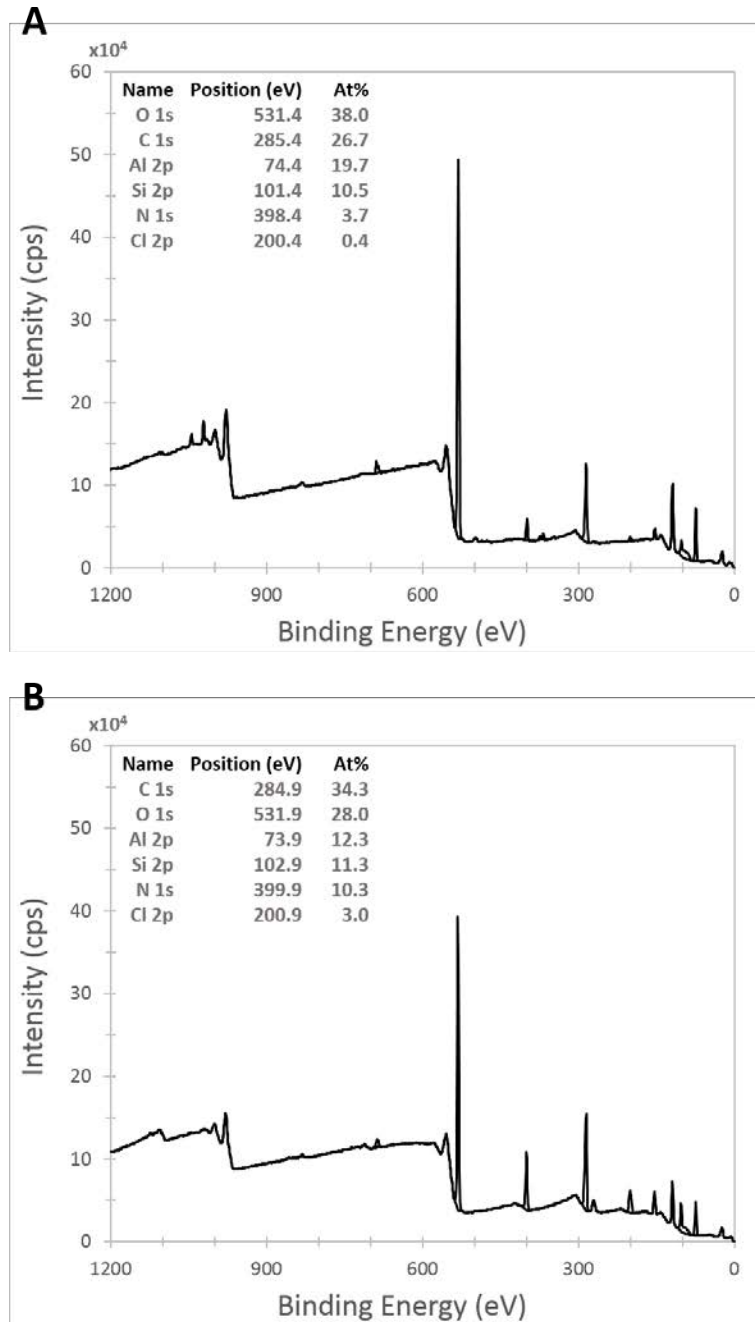 A
x10⁴
60
Name Position (eV) At%
O 1s 531.4 38.0
C 1s 285.4 26.7
Al 2p 74.4 19.7
Si 2p 101.4 10.5
N 1s 398.4 3.7
Cl 2p 200.4 0.4
50
40
30
20
10
0
Intensity (cps)
1200 900 600 300 0
Binding Energy (eV)
B
x10⁴
60
Name Position (eV) At%
C 1s 284.9 34.3
O 1s 531.9 28.0
Al 2p 73.9 12.3
Si 2p 102.9 11.3
N 1s 399.9 10.3
Cl 2p 200.9 3.0
50
40
30
20
10
0
Intensity (cps)
1200 900 600 300 0
Binding Energy (eV)